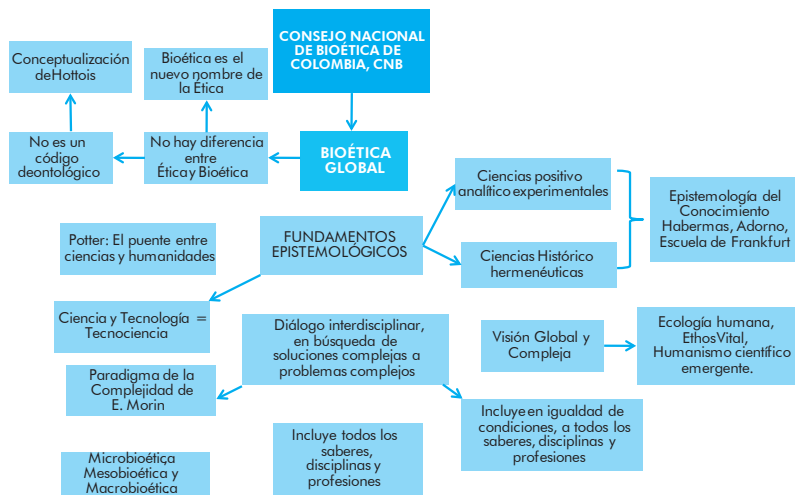 CONSEJO NACIONAL
DE BIOÉTICA DE
COLOMBIA, CNB
Conceptualización
deHottois
Bioética es el
nuevo nombre de
la Ética
No es un
código
deontológico
No hay diferencia
entre
Ética y Bioética
BIOÉTICA
GLOBAL
Ciencias positivo
analítico experimentales
Epistemología del
Conocimiento
Habermas, Adorno,
Escuela de Frankfurt
Potter: El puente entre
ciencias y humanidades
FUNDAMENTOS
EPISTEMOLÓGICOS
Ciencias Histórico
hermenéuticas
Ciencia y Tecnología =
Tecnociencia
Diálogo interdisciplinar,
en búsqueda de
soluciones complejas a
problemas complejos
Visión Global y
Compleja
Ecología humana,
EthosVital,
Humanismo científico
emergente.
Paradigma de la
Complejidad de
E. Morin
Incluye en igualdad de
condiciones, a todos los
saberes, disciplinas y
profesiones
Microbioética,
Mesobioética y
Macrobioética
Incluye todos los
saberes,
disciplinas y
profesiones